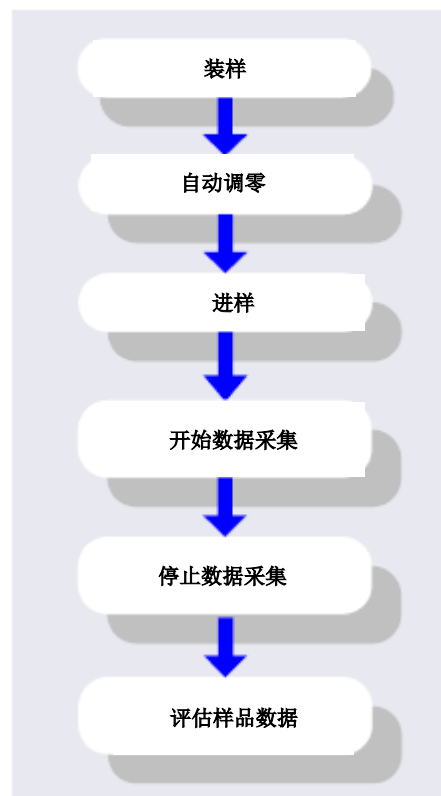 装样
自动调零
进样
开始数据采集
停止数据采集
评估样品数据